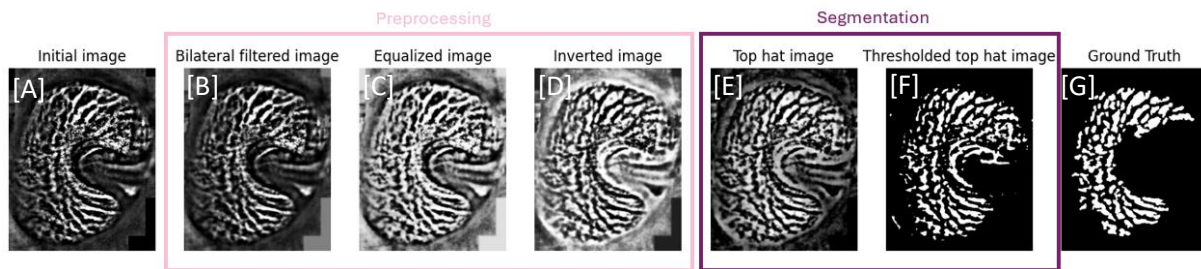 Preprocessing
Segmentation
Initial image
Bilateral filtered image
Equalized image
Inverted image
Top hat image
Thresholded top hat image
Ground Truth
[A]
[B]
[C]
[D]
[E]
[F]
[G]